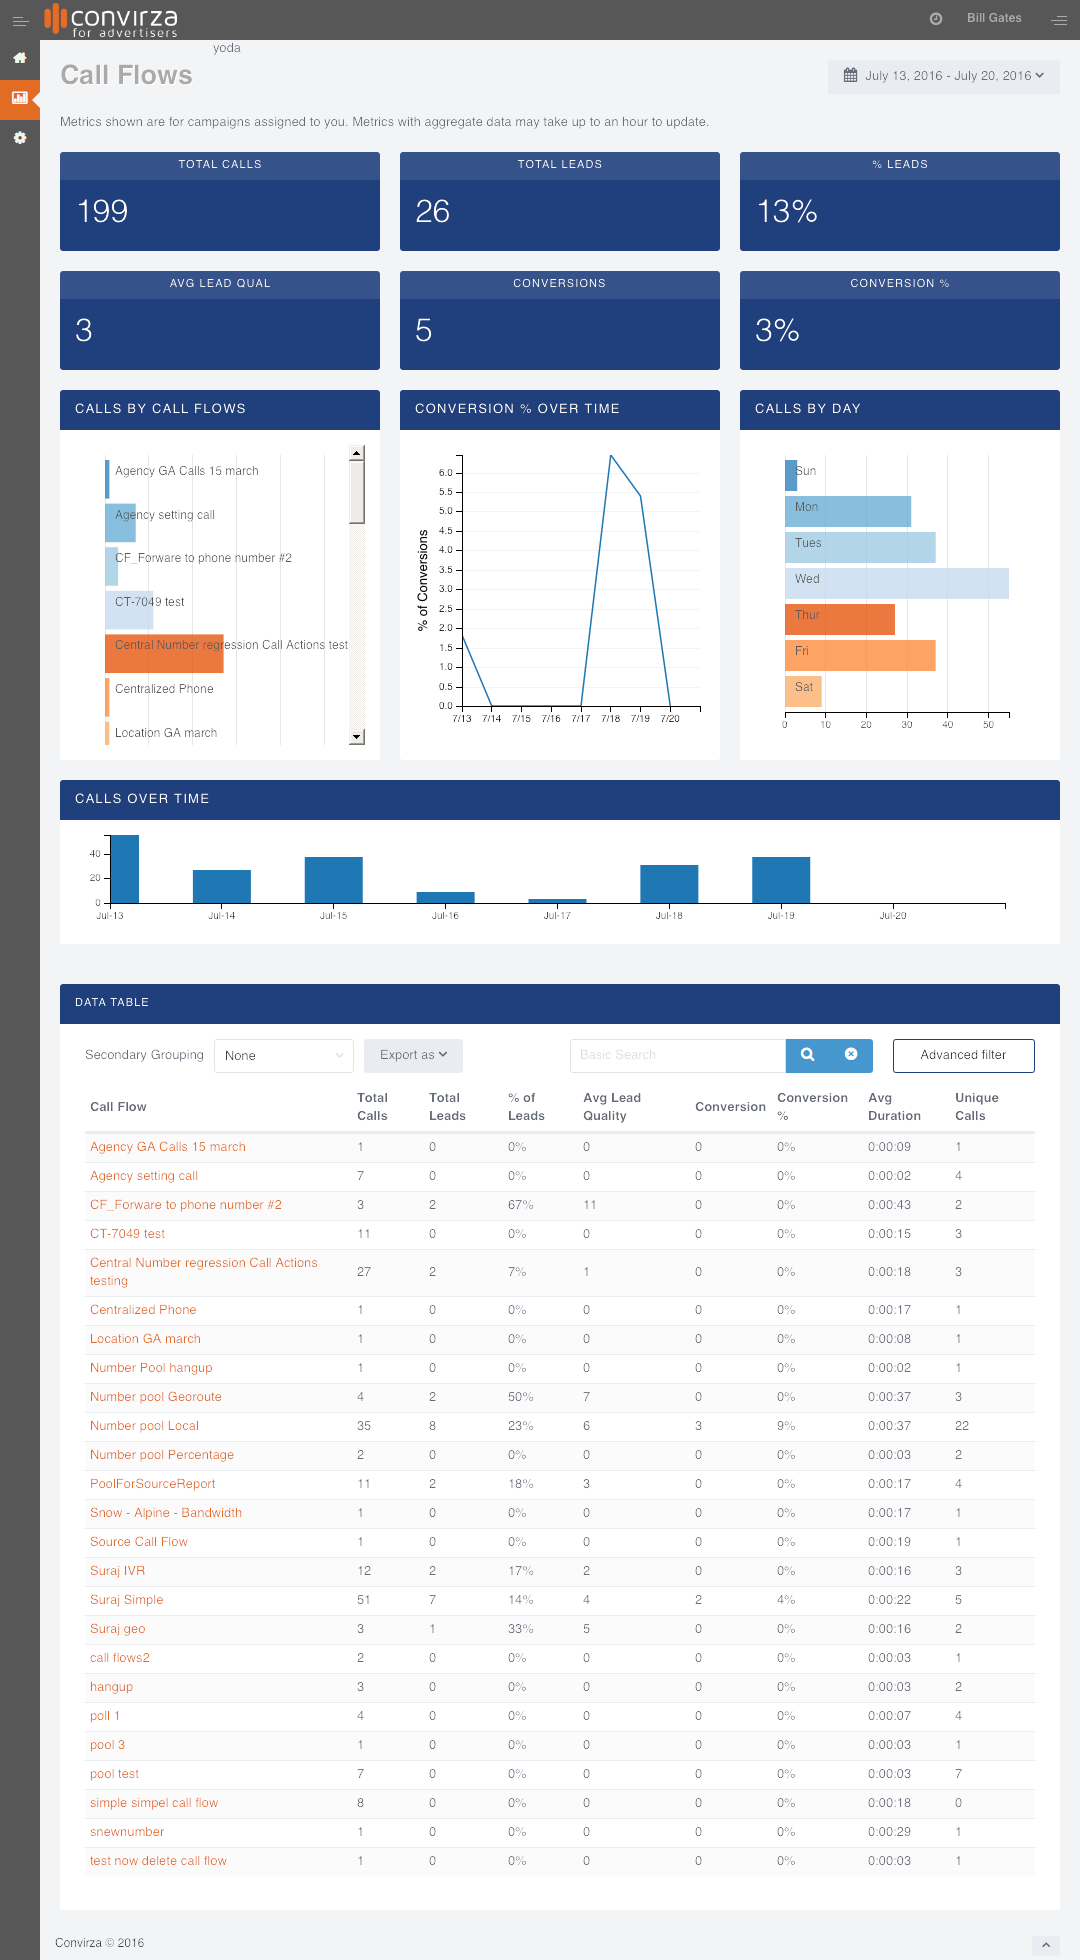 convirza
for advertisers
Bill Gates
yoda
Call Flows
July 13, 2016 - July 20, 2016
Metrics shown are for campaigns assigned to you. Metrics with aggregate data may take up to an hour to update.
TOTAL CALLS
199
TOTAL LEADS
26
% LEADS
13%
AVG LEAD QUAL
3
CONVERSIONS
5
CONVERSION %
3%
CALLS BY CALL FLOWS
Agency GA Calls 15 march
Agency setting call
CF_Forware to phone number #2
CT-7049 test
Central Number regression Call Actions test
Centralized Phone
Location GA march
CONVERSION % OVER TIME
% of Conversions
6.0
5.5
5.0
4.5
4.0
3.5
3.0
2.5
2.0
1.5
1.0
0.5
0.0
7/13 7/14 7/15 7/16 7/17 7/18 7/19 7/20
CALLS BY DAY
Sun
Mon
Tues
Wed
Thur
Fri
Sat
0 10 20 30 40 50
CALLS OVER TIME
40
20
0
Jul-13 Jul-14 Jul-15 Jul-16 Jul-17 Jul-18 Jul-19 Jul-20
DATA TABLE
Secondary Grouping None Export as Basic Search Advanced filter
Call Flow Total Calls Total Leads % of Leads Avg Lead Quality Conversion Conversion % Avg Duration Unique Calls
Agency GA Calls 15 march 1 0 0% 0 0 0% 0:00:09 1
Agency setting call 7 0 0% 0 0 0% 0:00:02 4
CF_Forware to phone number #2 3 2 67% 11 0 0% 0:00:43 2
CT-7049 test 11 0 0% 0 0 0% 0:00:15 3
Central Number regression Call Actions testing 27 2 7% 1 0 0% 0:00:18 3
Centralized Phone 1 0 0% 0 0 0% 0:00:17 1
Location GA march 1 0 0% 0 0 0% 0:00:08 1
Number Pool hangup 1 0 0% 0 0 0% 0:00:02 1
Number pool Georoute 4 2 50% 7 0 0% 0:00:37 3
Number pool Local 35 8 23% 6 3 9% 0:00:37 22
Number pool Percentage 2 0 0% 0 0 0% 0:00:03 2
PoolForSourceReport 11 2 18% 3 0 0% 0:00:17 4
Snow - Alpine - Bandwidth 1 0 0% 0 0 0% 0:00:17 1
Source Call Flow 1 0 0% 0 0 0% 0:00:19 1
Suraj IVR 12 2 17% 2 0 0% 0:00:16 3
Suraj Simple 51 7 14% 4 2 4% 0:00:22 5
Suraj geo 3 1 33% 5 0 0% 0:00:16 2
call flows2 2 0 0% 0 0 0% 0:00:03 1
hangup 3 0 0% 0 0 0% 0:00:03 2
poll 1 4 0 0% 0 0 0% 0:00:07 4
pool 3 1 0 0% 0 0 0% 0:00:03 1
pool test 7 0 0% 0 0 0% 0:00:03 7
simple simpel call flow 8 0 0% 0 0 0% 0:00:18 0
snewnumber 1 0 0% 0 0 0% 0:00:29 1
test now delete call flow 1 0 0% 0 0 0% 0:00:03 1
Convirza © 2016